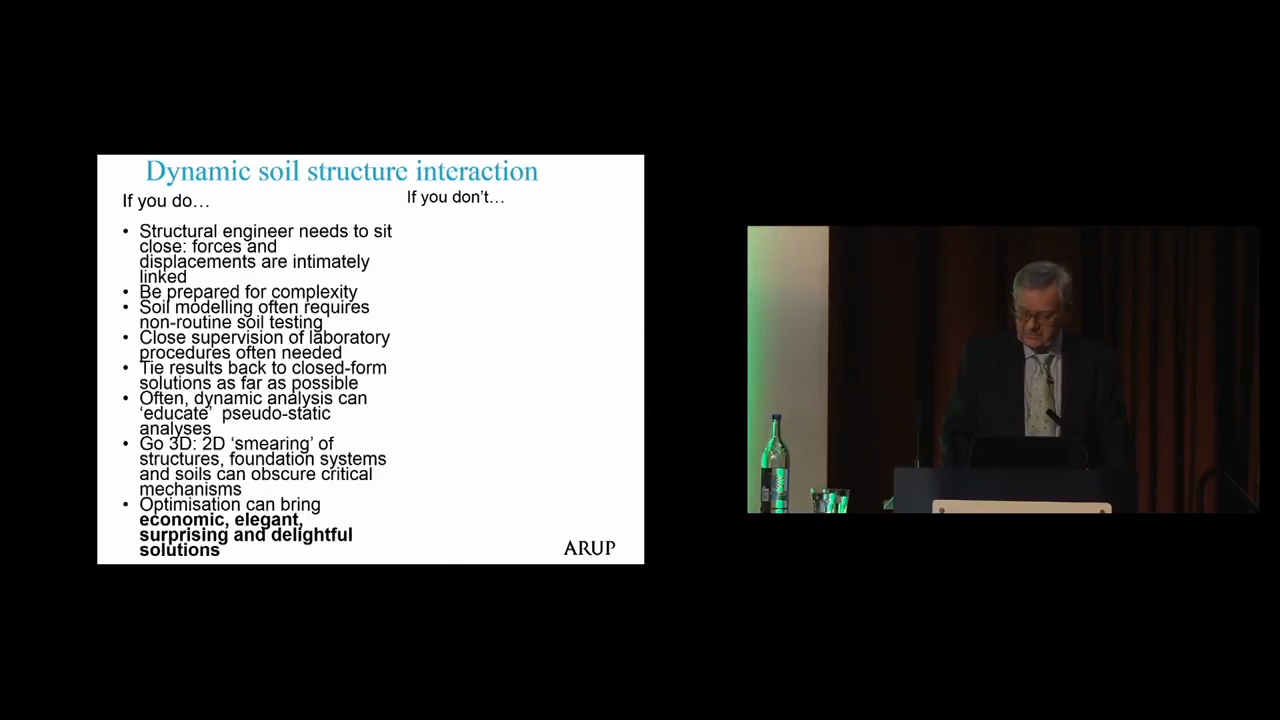 Dynamic soil structure interaction
If you do…
If you don't…
• Structural engineer needs to sit
close: forces and
displacements are intimately
linked
• Be prepared for complexity
• Soil modelling often requires
non-routine soil testing
• Close supervision of laboratory
procedures often needed
• Tie results back to closed-form
solutions as far as possible
• Often, dynamic analysis can
‘educate’ pseudo-static
analyses
• Go 3D: 2D ‘smearing’ of
structures, foundation systems
and soils can obscure critical
mechanisms
• Optimisation can bring
economic, elegant,
surprising and delightful
solutions
ARUP